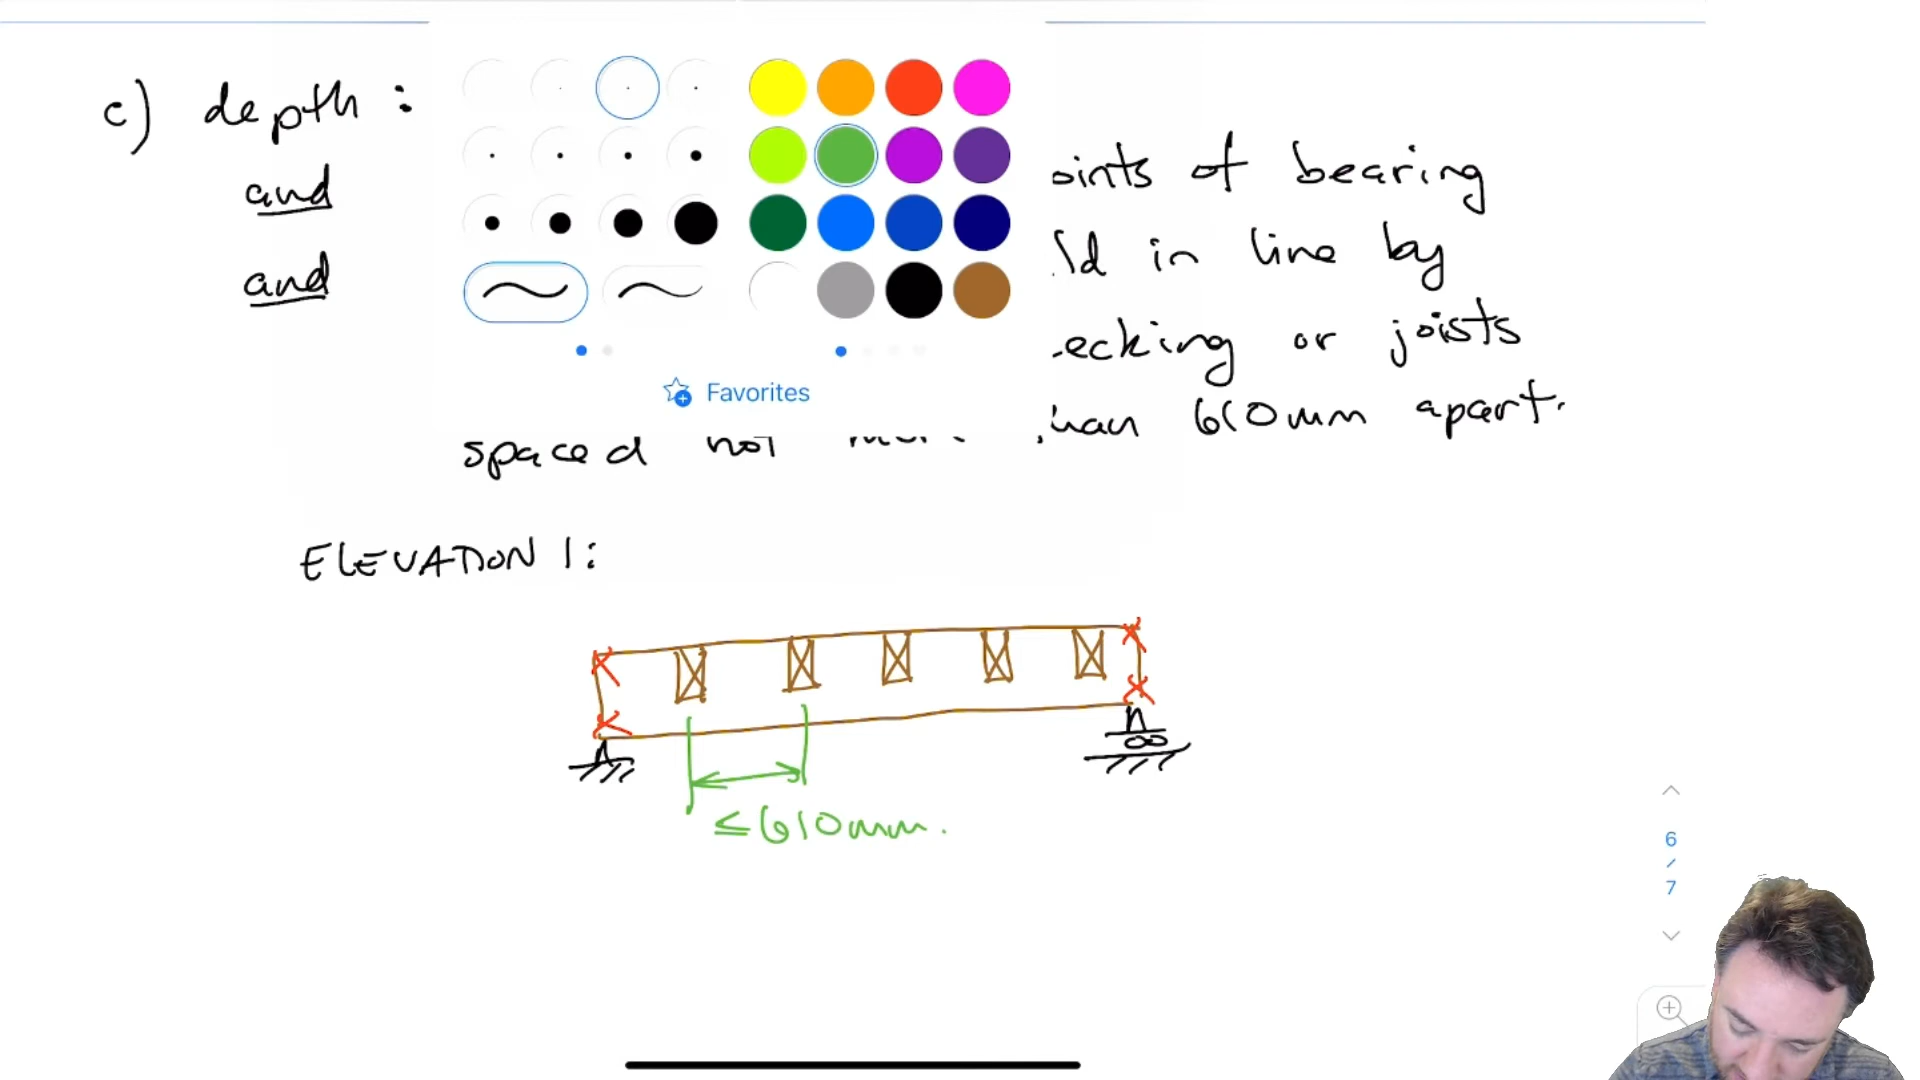 c) depth :
and
oints of bearing
ld in line by
and
ecking or joists
Favorites
spaced not than 610mm apart.
ELEVATION 1:
≤610mm.
6
/
7